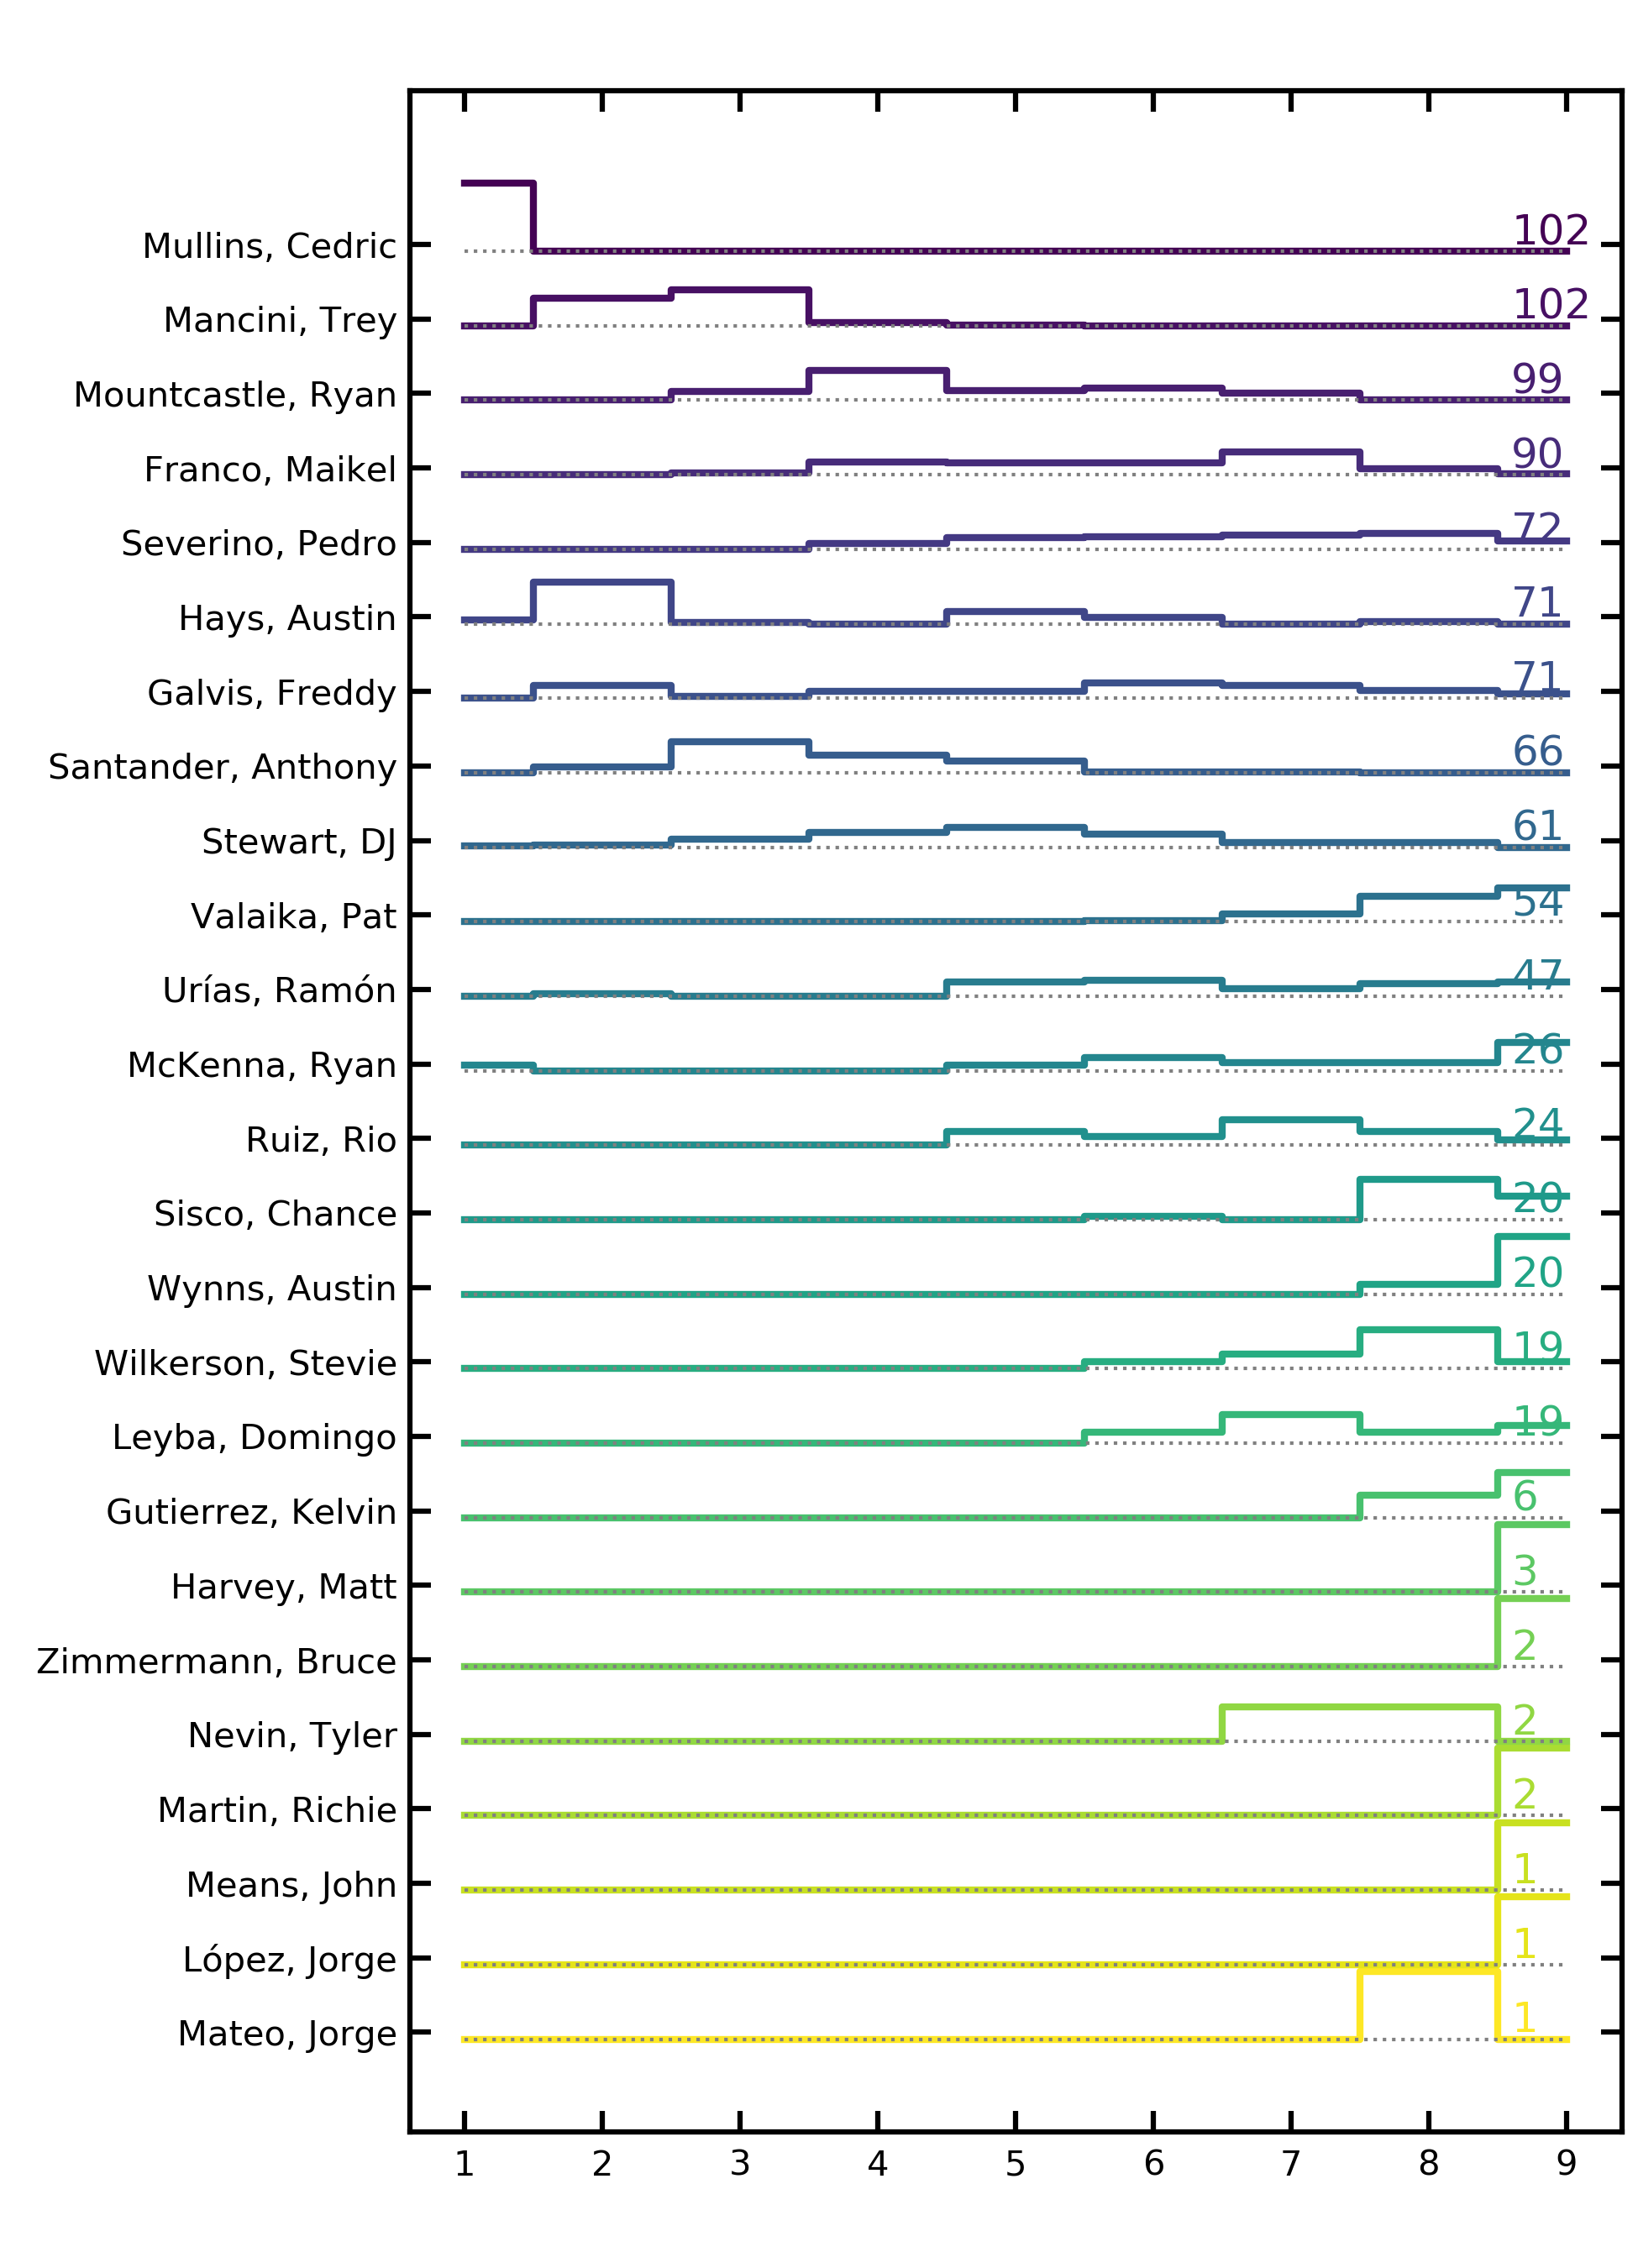 Mullins, Cedric 102
Mancini, Trey 102
Mountcastle, Ryan 99
Franco, Maikel 90
Severino, Pedro 72
Hays, Austin 71
Galvis, Freddy 71
Santander, Anthony 66
Stewart, DJ 61
Valaika, Pat 54
Urías, Ramón 47
McKenna, Ryan 26
Ruiz, Rio 24
Sisco, Chance 20
Wynns, Austin 20
Wilkerson, Stevie 19
Leyba, Domingo 19
Gutierrez, Kelvin 6
Harvey, Matt 3
Zimmermann, Bruce 2
Nevin, Tyler 2
Martin, Richie 2
Means, John 1
López, Jorge 1
Mateo, Jorge 1
1 2 3 4 5 6 7 8 9